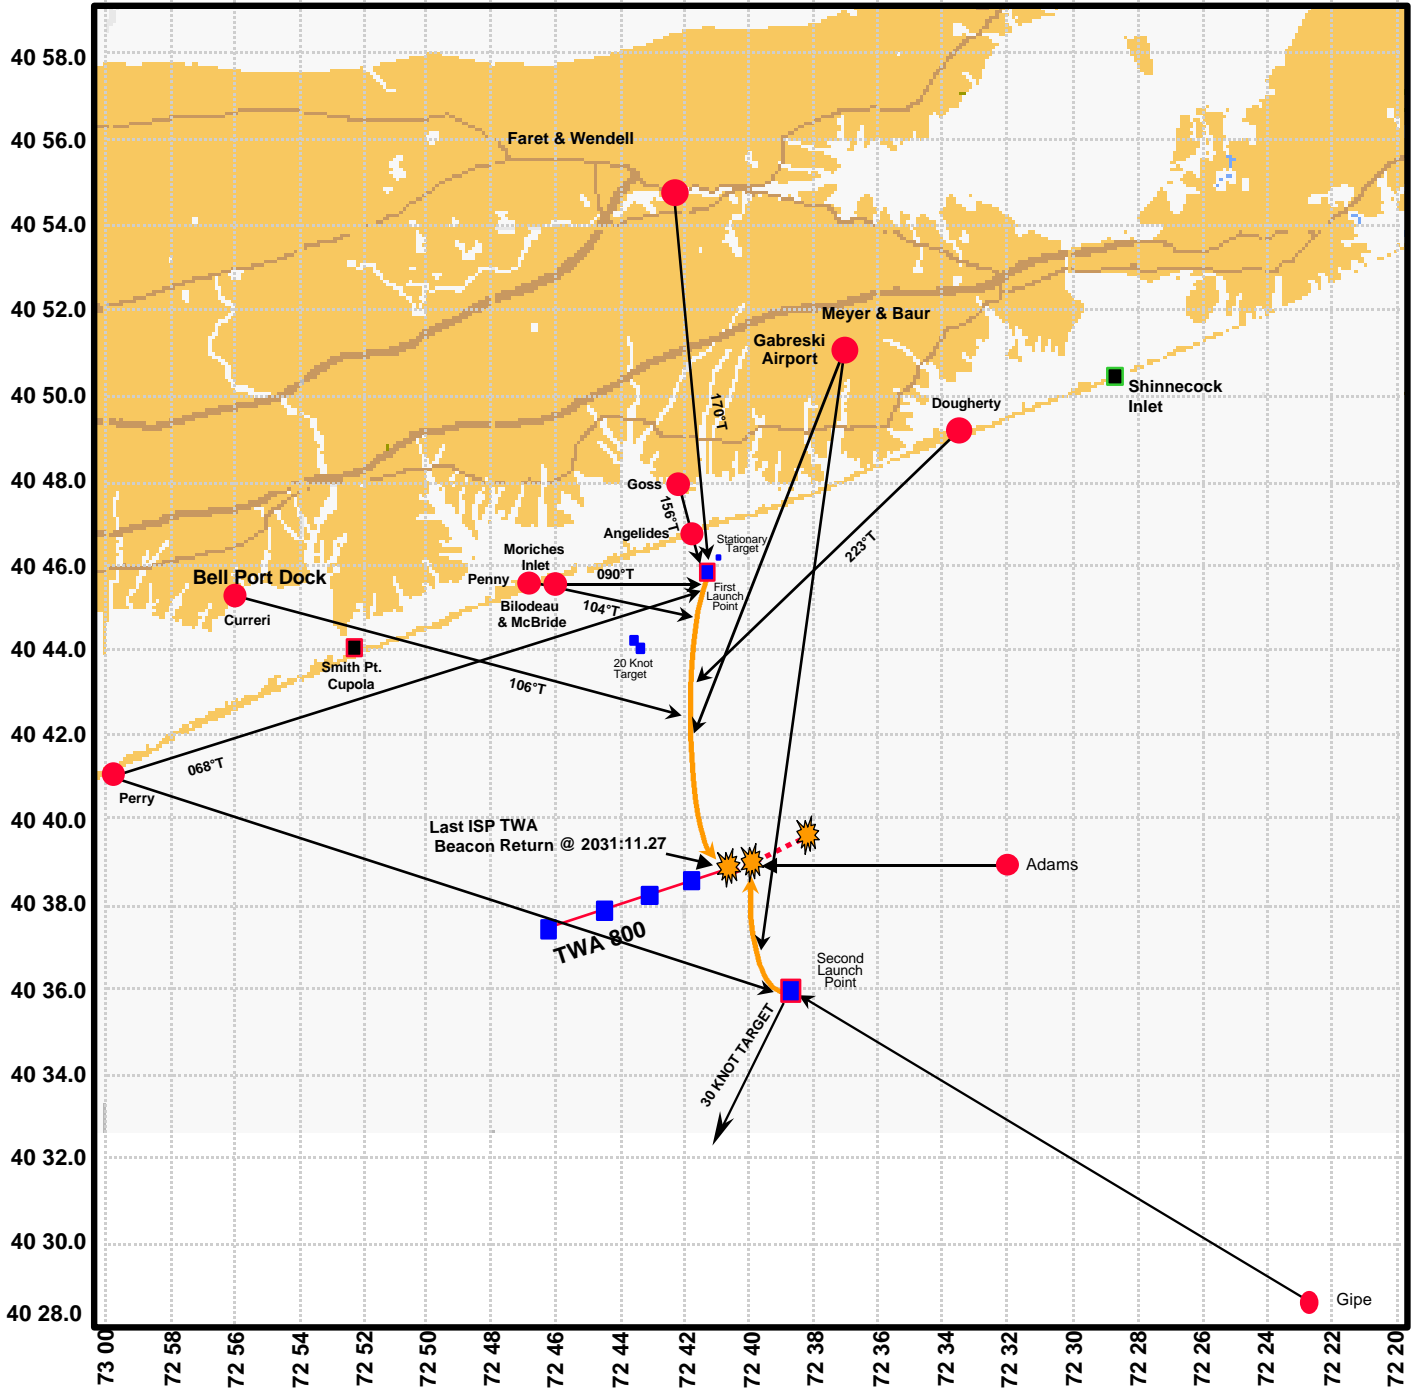 40 58.0
40 56.0
40 54.0
40 52.0
40 50.0
40 48.0
40 46.0
40 44.0
40 42.0
40 40.0
40 38.0
40 36.0
40 34.0
40 32.0
40 30.0
40 28.0
Faret & Wendell
Meyer & Baur
Gabreski
Airport
Shinnecock
Inlet
Dougherty
170°T
Goss
156°T
Angelides
Stationary
Target
223°T
Moriches
Inlet
Penny
090°T
First
Launch
Point
Bell Port Dock
Curreri
Bilodeau
& McBride
104°T
20 Knot
Target
Smith Pt.
Cupola
106°T
068°T
Perry
Last ISP TWA
Beacon Return @ 2031:11.27
Adams
TWA 800
Second
Launch
Point
30 KNOT TARGET
Gipe
73 00
72 58
72 56
72 54
72 52
72 50
72 46
72 44
72 42
72 40
72 38
72 36
72 34
72 32
72 30
72 28
72 26
72 24
72 22
72 20